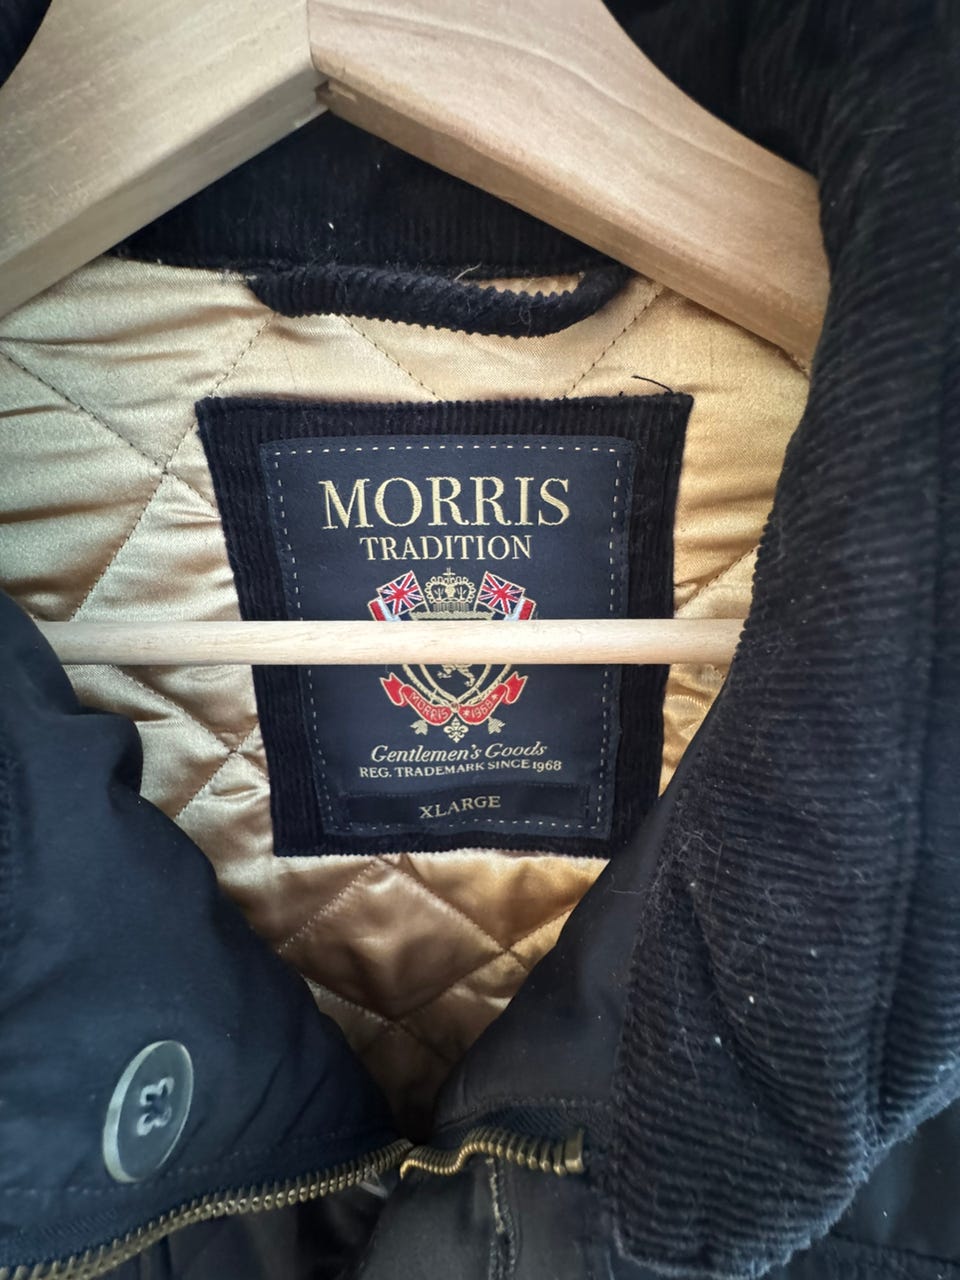 MORRIS
TRADITION
MORRIS ★1968★
Gentlemen's Goods
REG. TRADEMARK SINCE 1968
XLARGE